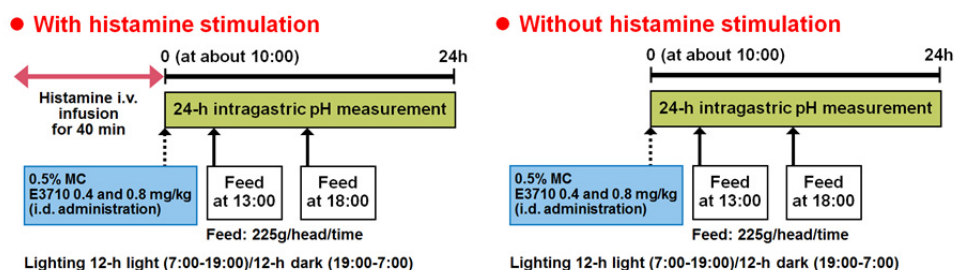 ● With histamine stimulation
0 (at about 10:00) 24h
Histamine i.v.
infusion
for 40 min
24-h intragastric pH measurement
0.5% MC
E3710 0.4 and 0.8 mg/kg
(i.d. administration)
Feed
at 13:00
Feed
at 18:00
Feed: 225g/head/time
Lighting 12-h light (7:00-19:00)/12-h dark (19:00-7:00)
● Without histamine stimulation
0 (at about 10:00) 24h
24-h intragastric pH measurement
0.5% MC
E3710 0.4 and 0.8 mg/kg
(i.d. administration)
Feed
at 13:00
Feed
at 18:00
Feed: 225g/head/time
Lighting 12-h light (7:00-19:00)/12-h dark (19:00-7:00)